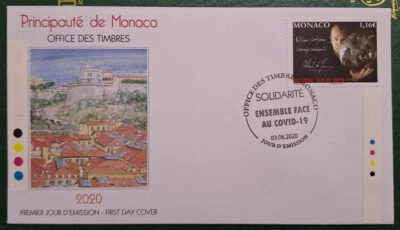 Principauté de Monaco
OFFICE DES TIMBRES
MONACO
1,16€
OFFICE DES TIMBRES MONACO
SOLIDARITÉ
ENSEMBLE FACE
AU COVID-19
03.06.2020
JOUR D'EMISSION
2020
PREMIER JOUR D'EMISSION - FIRST DAY COVER